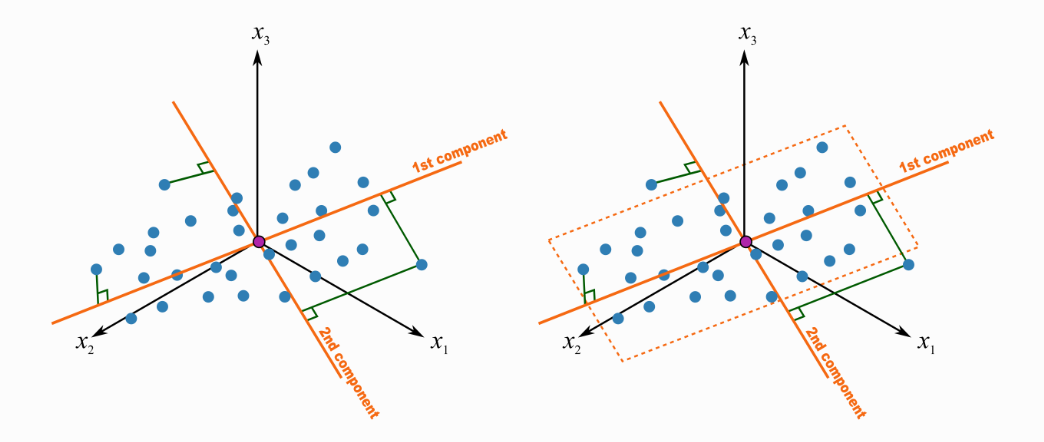 x₃
1st component
x₂
x₁
2nd component
x₃
1st component
x₂
x₁
2nd component